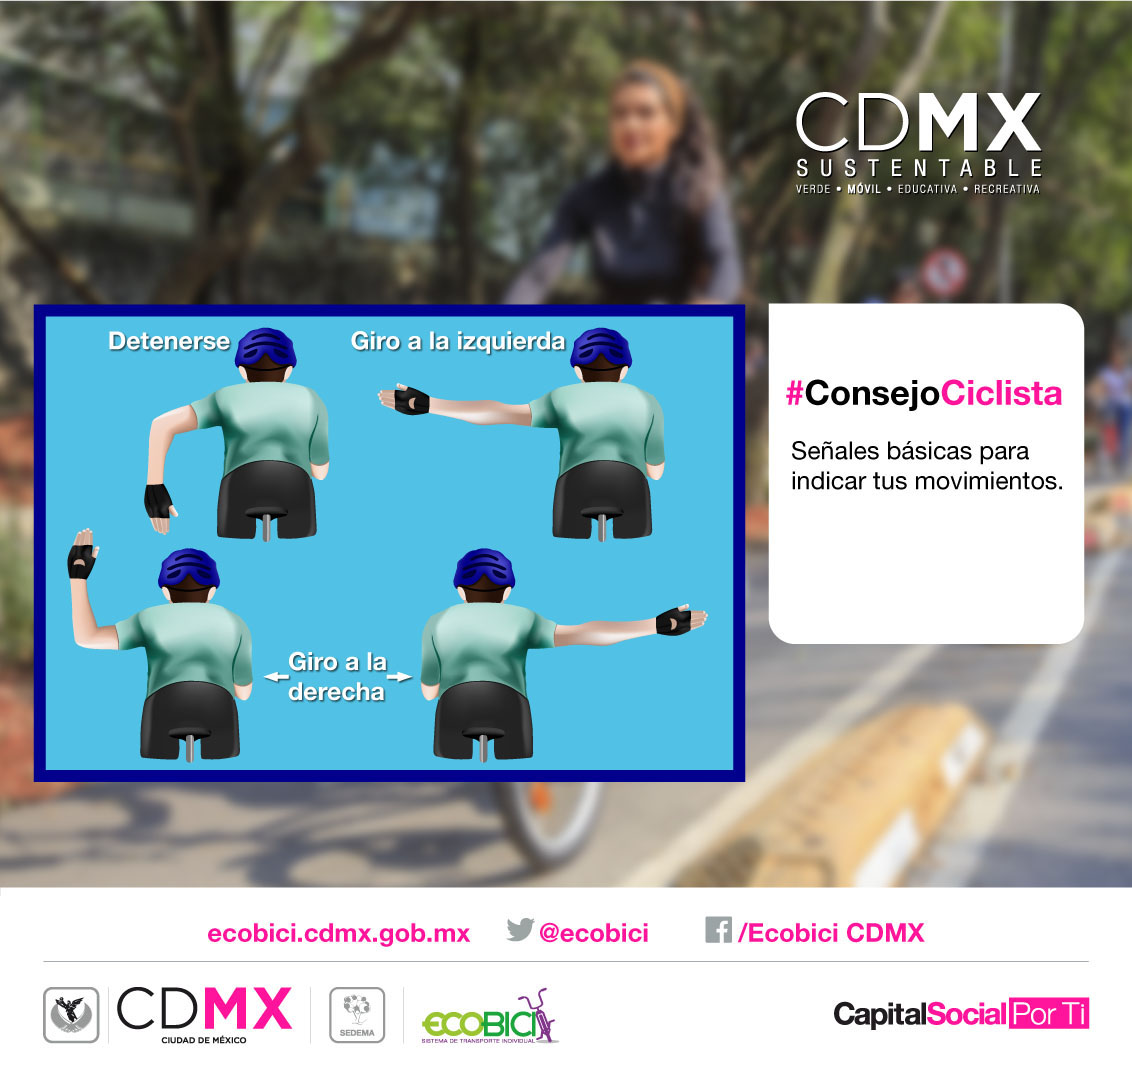 CDMX
SUSTENTABLE
VERDE • MÓVIL • EDUCATIVA • RECREATIVA
Detenerse
Giro a la izquierda
Giro a la
derecha
#ConsejoCiclista
Señales básicas para
indicar tus movimientos.
ecobici.cdmx.gob.mx
@ecobici
/Ecobici CDMX
CDMX
CIUDAD DE MÉXICO
SEDEMA
ECOBICI
SISTEMA DE TRANSPORTE INDIVIDUAL
CapitalSocial Por Ti